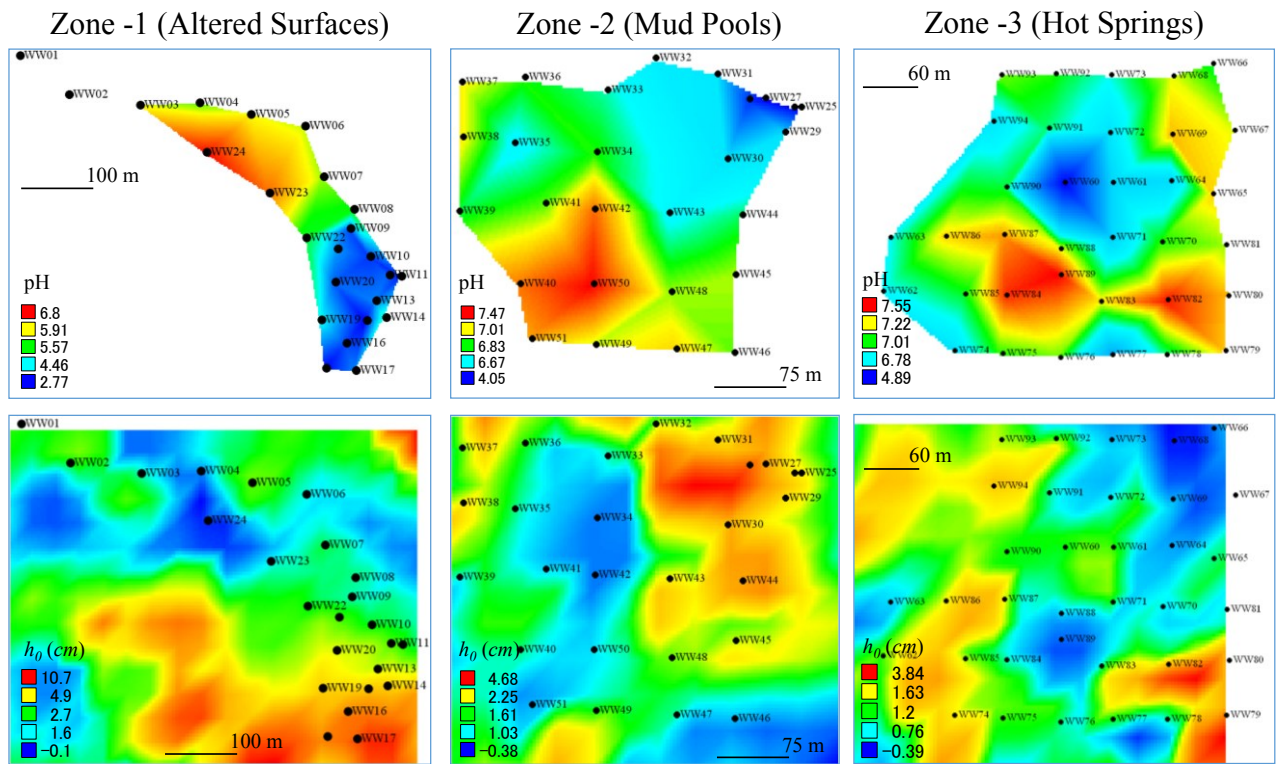 Zone -1 (Altered Surfaces)
Zone -2 (Mud Pools)
Zone -3 (Hot Springs)
WW01
WW02
WW03
WW04
WW05
WW06
WW24
WW07
WW23
WW08
WW09
WW22
WW10
WW11
WW20
WW13
WW19
WW14
WW16
WW17
100 m
pH
6.8
5.91
5.57
4.46
2.77
WW32
WW31
WW37
WW36
WW33
WW27
WW25
WW29
WW38
WW35
WW34
WW30
WW39
WW41
WW42
WW43
WW44
WW40
WW50
WW48
WW45
WW51
WW49
WW47
WW46
pH
7.47
7.01
6.83
6.67
4.05
75 m
60 m
WW66
WW93
WW92
WW73
WW68
WW94
WW91
WW72
WW69
WW67
WW90
WW60
WW61
WW64
WW65
WW63
WW86
WW87
WW88
WW71
WW70
WW81
WW62
WW85
WW84
WW89
WW83
WW82
WW80
WW74
WW75
WW76
WW77
WW78
WW79
pH
7.55
7.22
7.01
6.78
4.89
WW01
WW02
WW03
WW04
WW05
WW06
WW24
WW07
WW23
WW08
WW09
WW22
WW10
WW11
WW20
WW13
WW19
WW14
WW16
WW17
h0 (cm)
10.7
4.9
2.7
1.6
−0.1
100 m
WW32
WW31
WW37
WW36
WW33
WW27
WW25
WW29
WW38
WW35
WW34
WW30
WW39
WW41
WW42
WW43
WW44
WW40
WW50
WW48
WW45
WW51
WW49
WW47
WW46
h0 (cm)
4.68
2.25
1.61
1.03
−0.38
75 m
60 m
WW66
WW93
WW92
WW73
WW68
WW94
WW91
WW72
WW69
WW67
WW90
WW60
WW61
WW64
WW65
WW63
WW86
WW87
WW88
WW71
WW70
WW81
WW62
WW85
WW84
WW89
WW83
WW82
WW80
WW74
WW75
WW76
WW77
WW78
WW79
h0 (cm)
3.84
1.63
1.2
0.76
−0.39